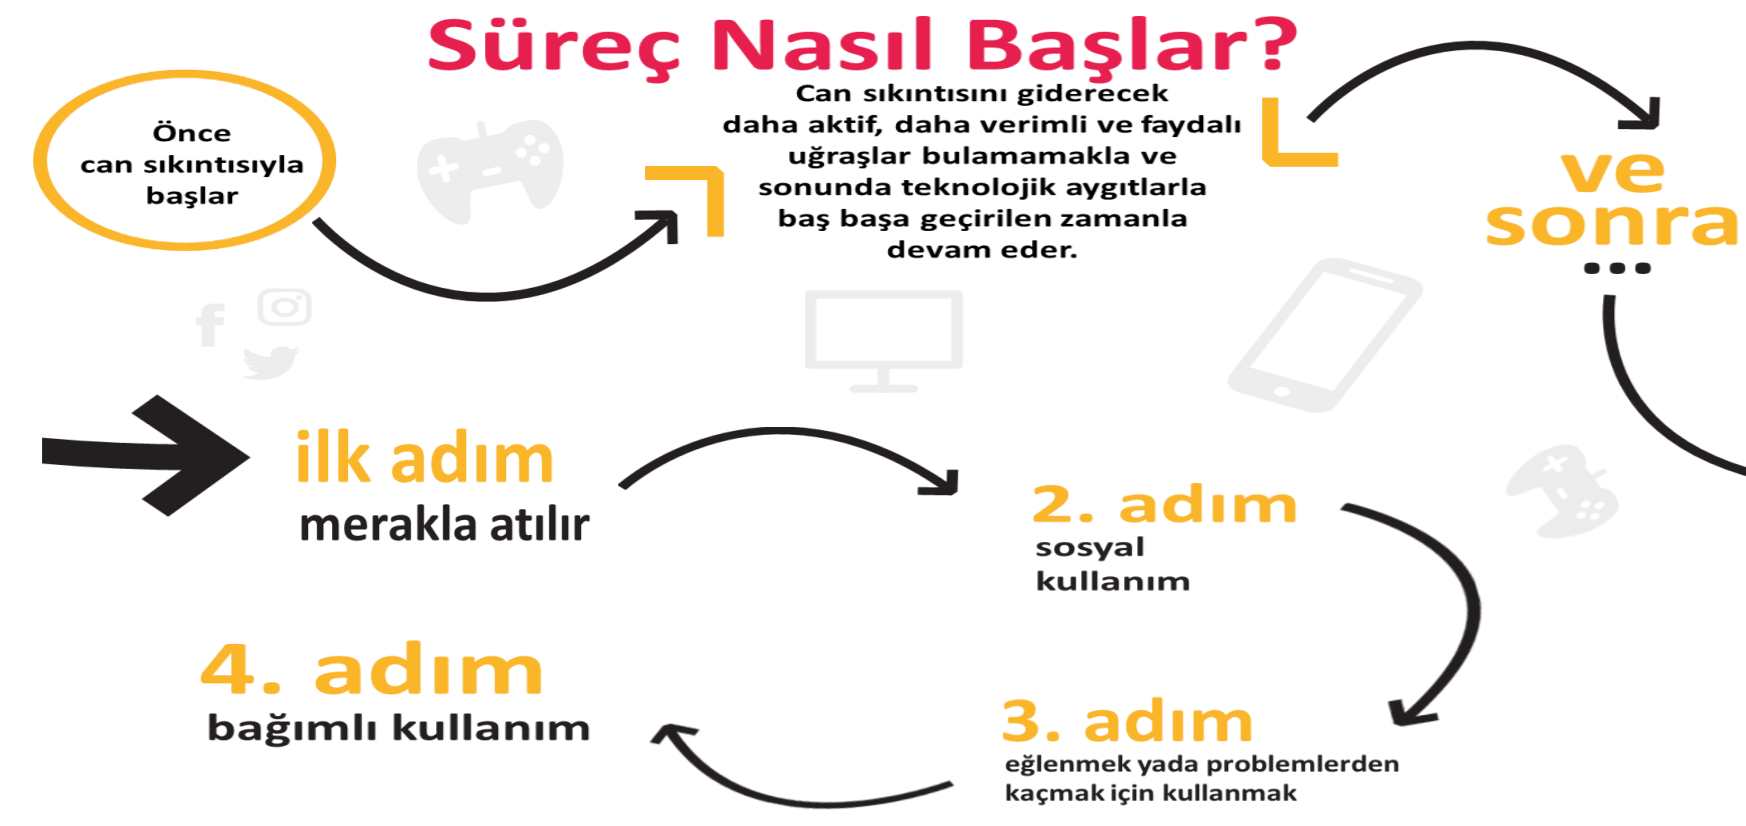 Süreç Nasıl Başlar?
Önce
can sıkıntısıyla
başlar
Can sıkıntısını giderecek
daha aktif, daha verimli ve faydalı
uğraşlar bulamamakla ve
sonunda teknolojik aygıtlarla
baş başa geçirilen zamanla
devam eder.
ve
sonra
...
ilk adım
merakla atılır
2. adım
sosyal
kullanım
3. adım
eğlenmek yada problemlerden
kaçmak için kullanmak
4. adım
bağımlı kullanım